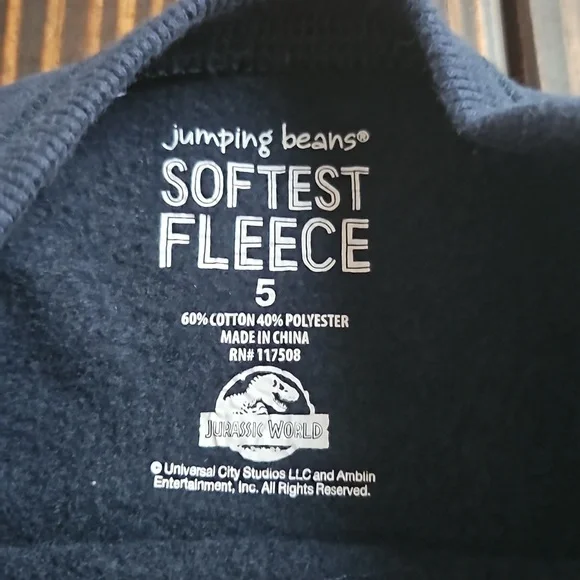 jumping beans®
SOFTEST
FLEECE
5
60% COTTON 40% POLYESTER
MADE IN CHINA
RN# 117508
JURASSIC WORLD
© Universal City Studios LLC and Amblin
Entertainment, Inc. All Rights Reserved.